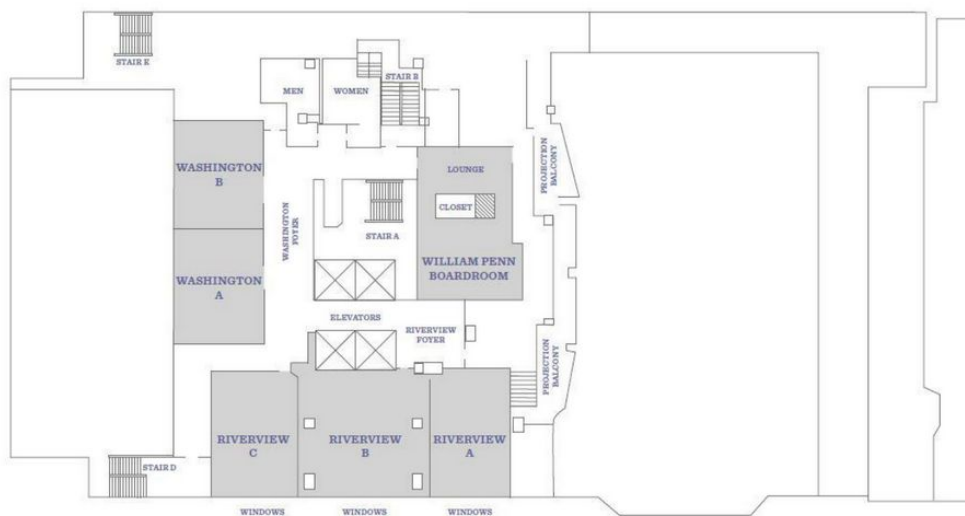 STAIR E
MEN
WOMEN
STAIR B
WASHINGTON
B
LOUNGE
PROJECTION
BALCONY
CLOSET
WASHINGTON
FOYER
STAIR A
WASHINGTON
A
WILLIAM PENN
BOARDROOM
ELEVATORS
RIVERVIEW
FOYER
PROJECTION
BALCONY
RIVERVIEW
C
RIVERVIEW
B
RIVERVIEW
A
STAIR D
WINDOWS
WINDOWS
WINDOWS